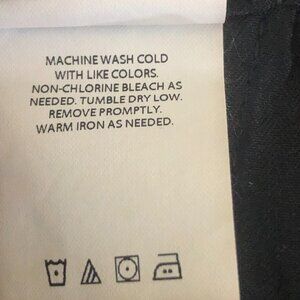 MACHINE WASH COLD
WITH LIKE COLORS.
NON-CHLORINE BLEACH AS
NEEDED. TUMBLE DRY LOW.
REMOVE PROMPTLY.
WARM IRON AS NEEDED.